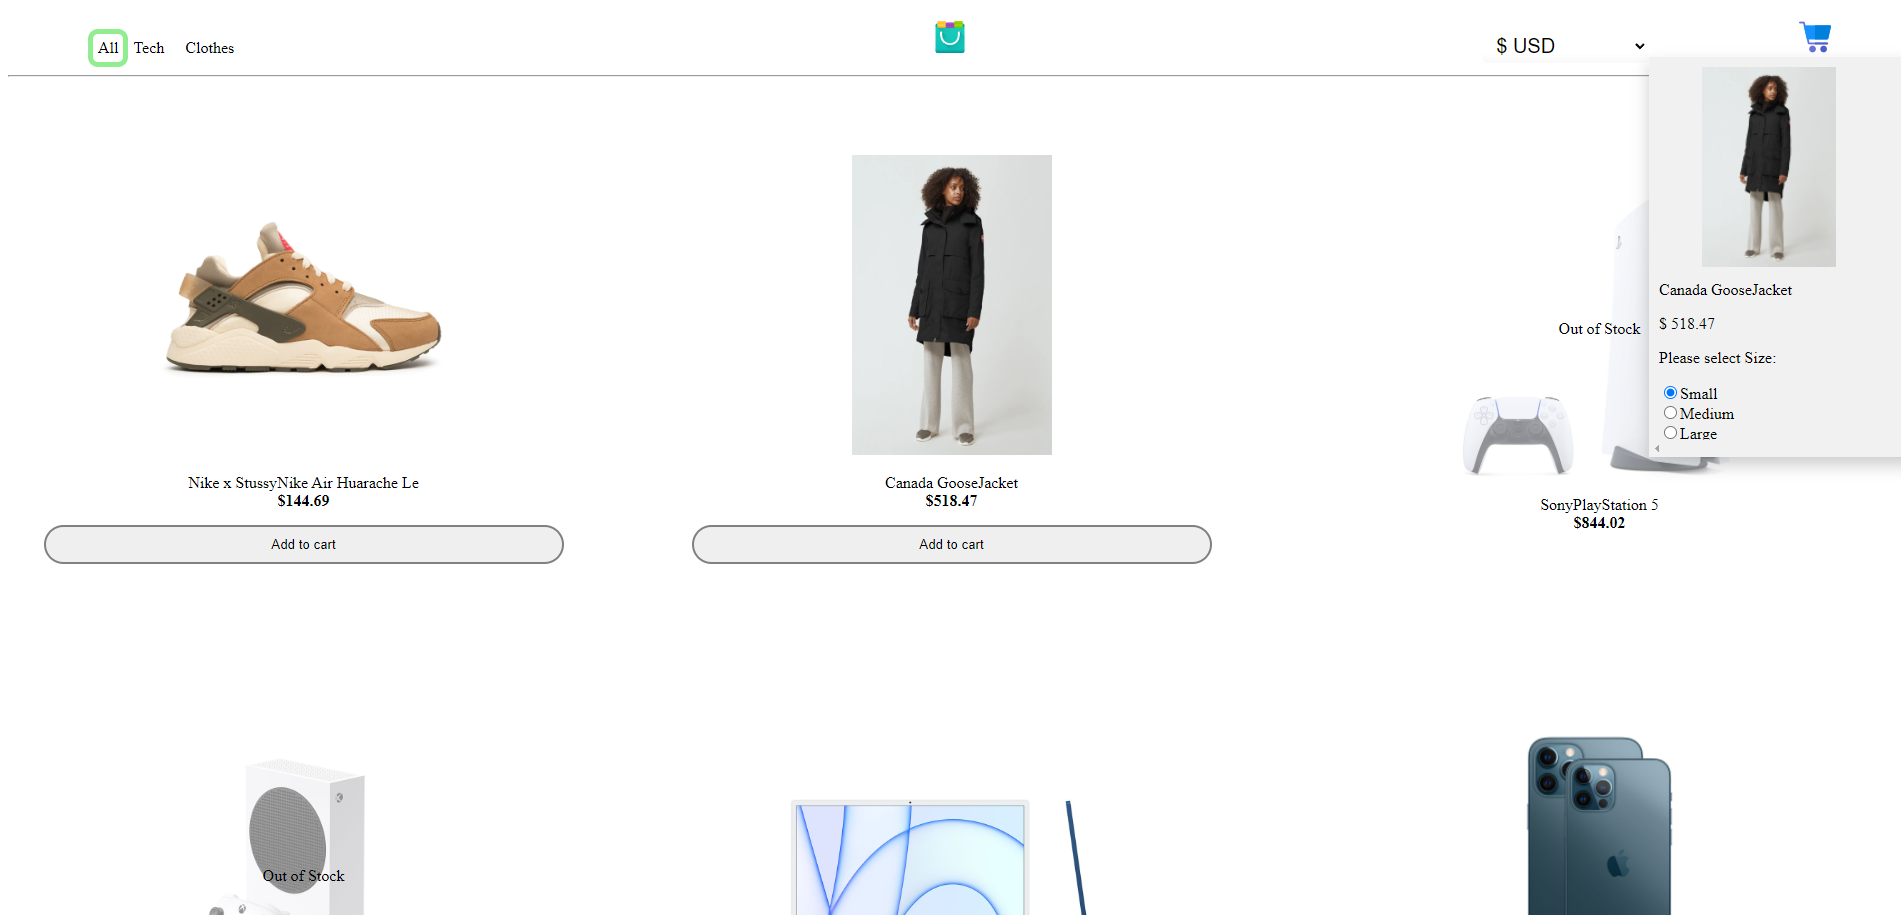 All Tech Clothes
$ USD
Canada GooseJacket
$ 518.47
Please select Size:
Small
Medium
Large
Out of Stock
Nike x StussyNike Air Huarache Le
$144.69
Add to cart
Canada GooseJacket
$518.47
Add to cart
SonyPlayStation 5
$844.02
Out of Stock